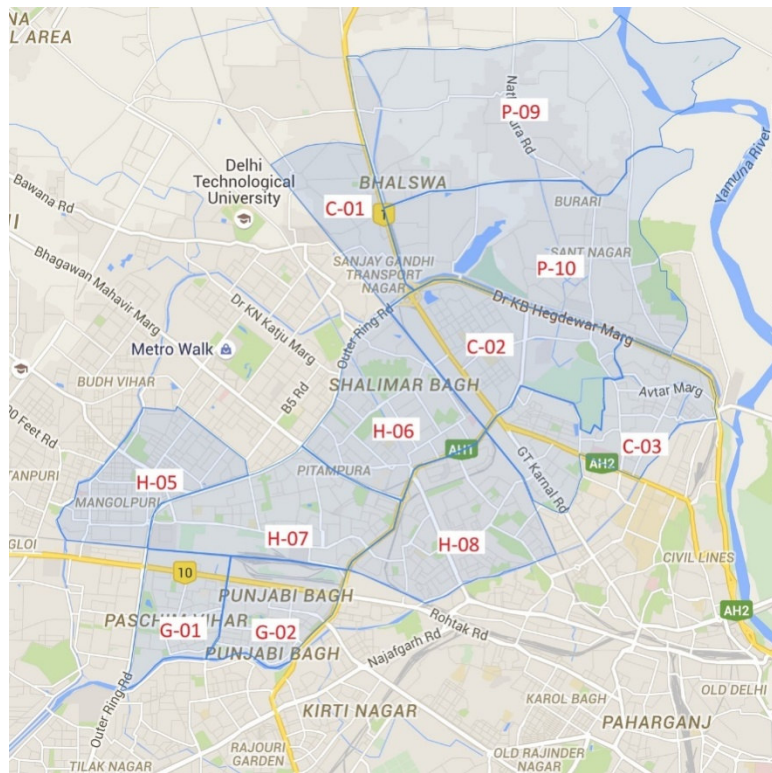 NA
L AREA
P-09
Natl
ura Rd
Delhi
Technological
University
BHALSWA
Yamuna River
Bawana Rd
C-01
1
BURARI
SANJAY GANDHI
TRANSPORT
NAGAR
SANT NAGAR
P-10
Bhagawan Mahavir Marg
Dr KN Katju Marg
Outer Ring Rd
Dr KB Hegdewar Marg
Metro Walk
C-02
BUDH VIHAR
SHALIMAR BAGH
B5 Rd
Avtar Marg
00 Feet Rd
H-06
AH1
C-03
TANPURI
H-05
PITAMPURA
AH2
GT Karnal Rd
MANGOLPURI
H-07
H-08
GLOI
CIVIL LINES
10
PUNJABI BAGH
AH2
PASCHIM VIHAR
G-01
G-02
PUNJABI BAGH
Rohtak Rd
Najafgarh Rd
OLD DELHI
KAROL BAGH
Outer Ring Rd
KIRTI NAGAR
PAHARGANJ
RAJOURI
GARDEN
OLD RAJINDER
NAGAR
TILAK NAGAR